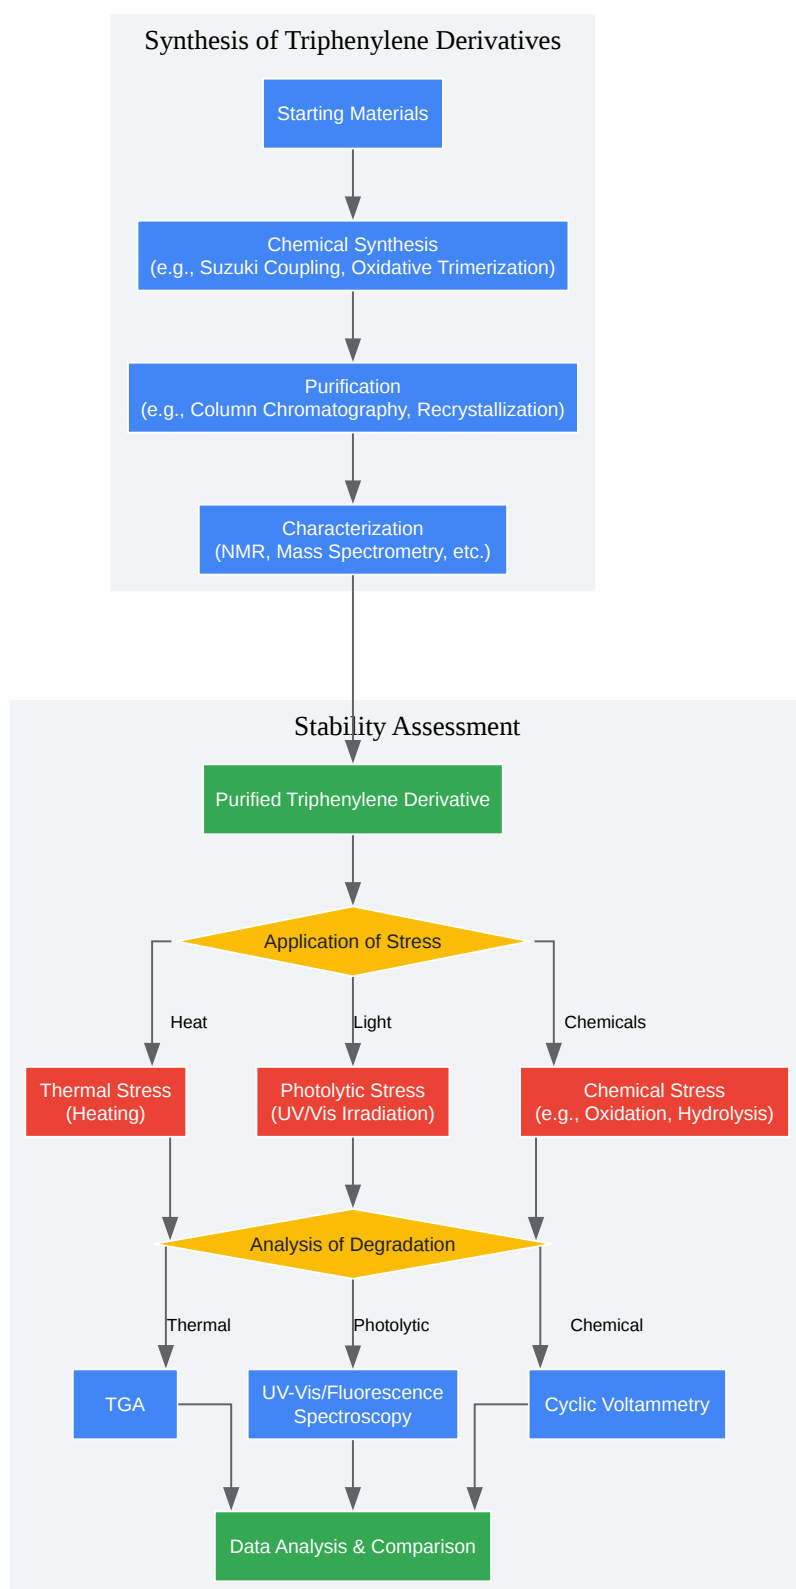 Synthesis of Triphenylene Derivatives
Starting Materials
Chemical Synthesis
(e.g., Suzuki Coupling, Oxidative Trimerization)
Purification
(e.g., Column Chromatography, Recrystallization)
Characterization
(NMR, Mass Spectrometry, etc.)
Stability Assessment
Purified Triphenylene Derivative
Application of Stress
Heat
Light
Chemicals
Thermal Stress
(Heating)
Photolytic Stress
(UV/Vis Irradiation)
Chemical Stress
(e.g., Oxidation, Hydrolysis)
Analysis of Degradation
Thermal
Photolytic
Chemical
TGA
UV-Vis/Fluorescence
Spectroscopy
Cyclic Voltammetry
Data Analysis & Comparison